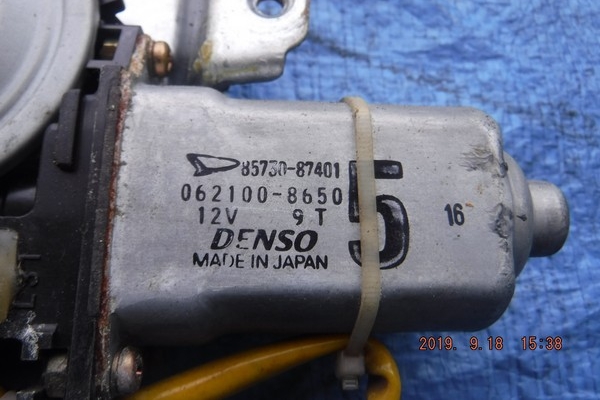 85730-87401
062100-8650
12V 9T
DENSO
MADE IN JAPAN
5
16
2019. 9.18 15:38